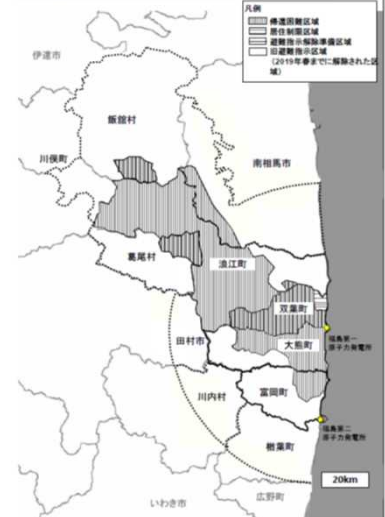 凡例
帰還困難区域
居住制限区域
避難指示解除準備区域
旧避難指示区域
(2019年春までに解除された区
域)
伊達市
飯舘村
川俣町
南相馬市
葛尾村
浪江町
双葉町
大熊町
福島第一
原子力発電所
田村市
川内村
富岡町
福島第二
原子力発電所
楢葉町
20km
いわき市
広野町